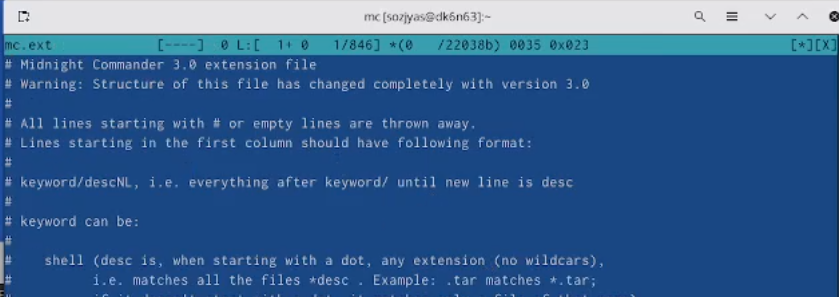 mc [sozjyas@dk6n63]:~
mc.ext [----] 0 L:[ 1+ 0 1/846] *(0 /22038b) 0035 0x023 [*][X]
# Midnight Commander 3.0 extension file
# Warning: Structure of this file has changed completely with version 3.0
#
# All lines starting with # or empty lines are thrown away.
# Lines starting in the first column should have following format:
#
# keyword/descNL, i.e. everything after keyword/ until new line is desc
#
# keyword can be:
#
# shell (desc is, when starting with a dot, any extension (no wildcars),
# i.e. matches all the files *desc . Example: .tar matches *.tar;